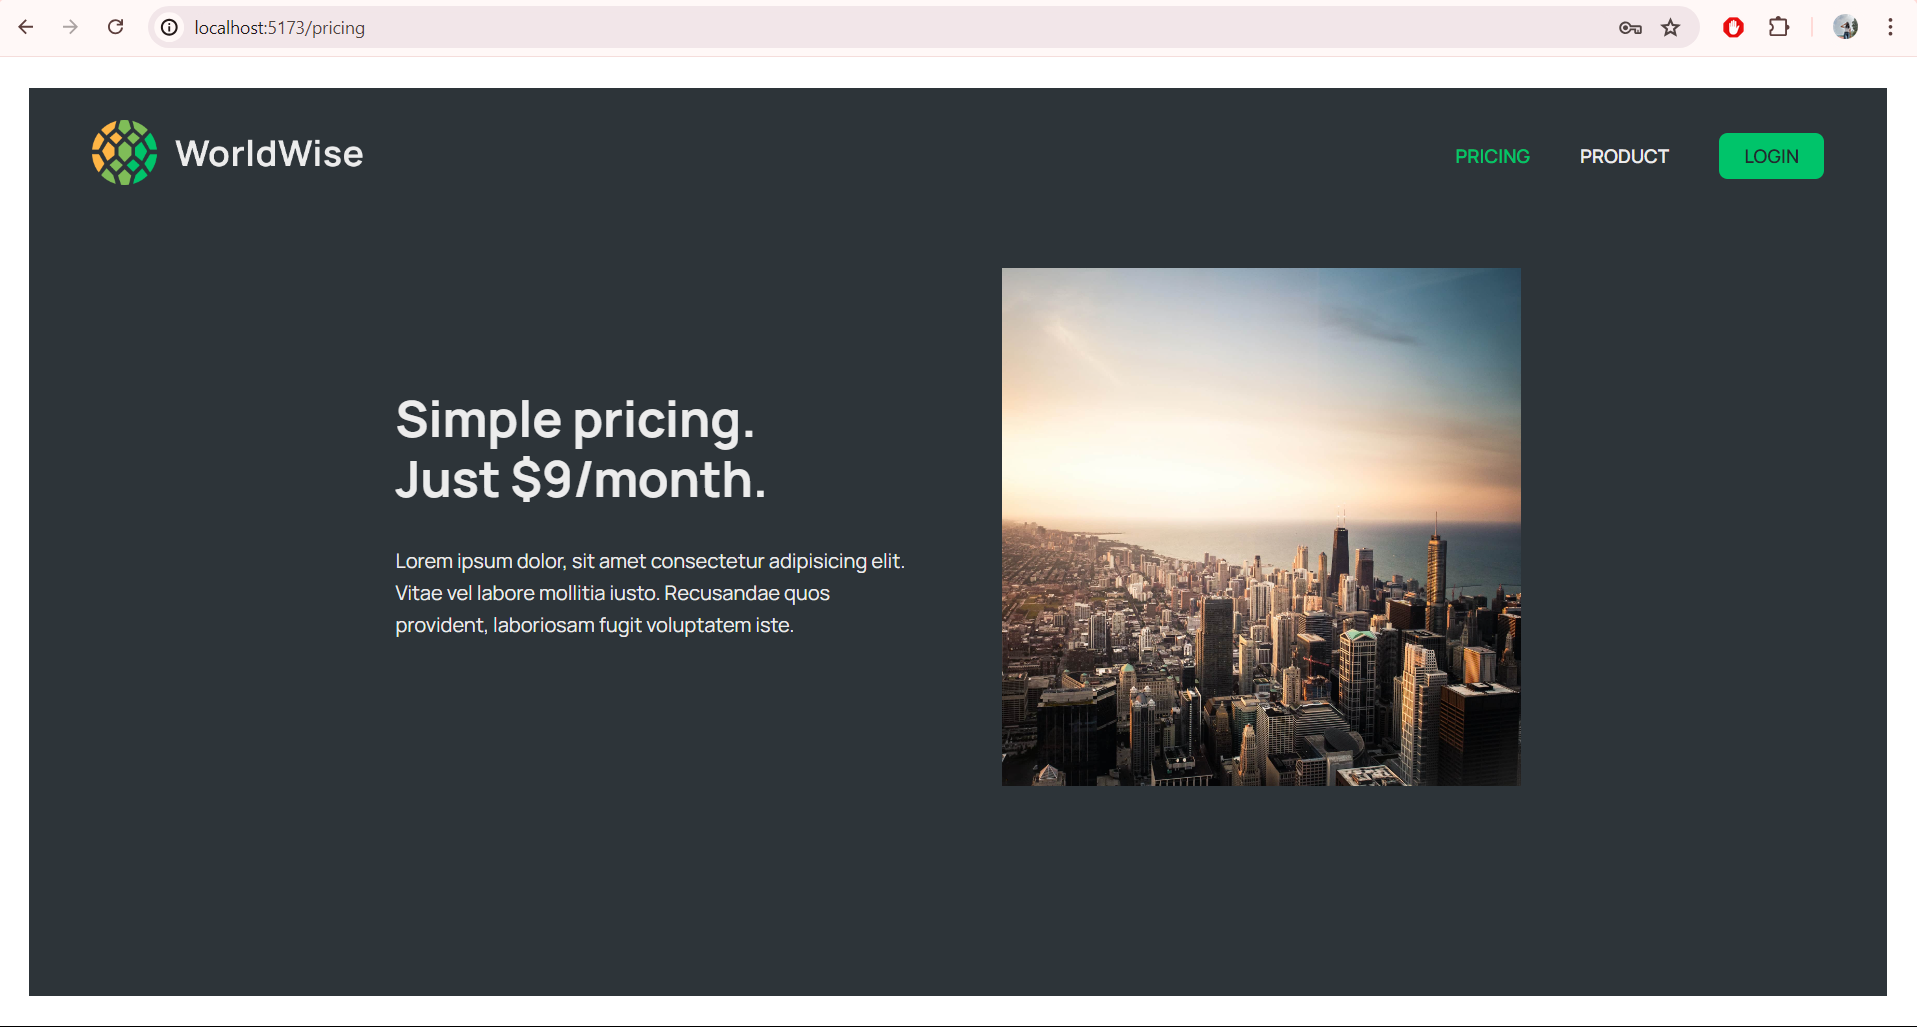 localhost:5173/pricing
WorldWise
PRICING
PRODUCT
LOGIN
Simple pricing.
Just $9/month.
Lorem ipsum dolor, sit amet consectetur adipisicing elit.
Vitae vel labore mollitia iusto. Recusandae quos
provident, laboriosam fugit voluptatem iste.